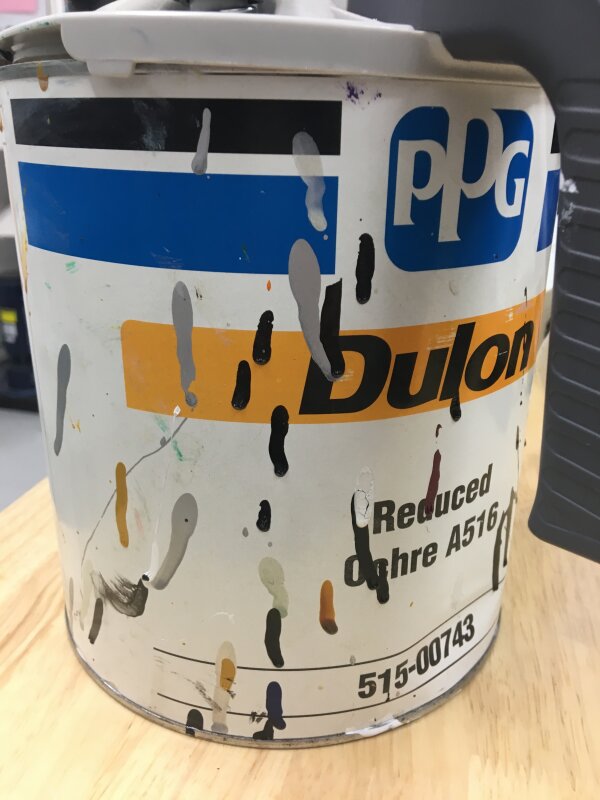 PPG
Dulon
Reduced
Ochre A516
515-00743